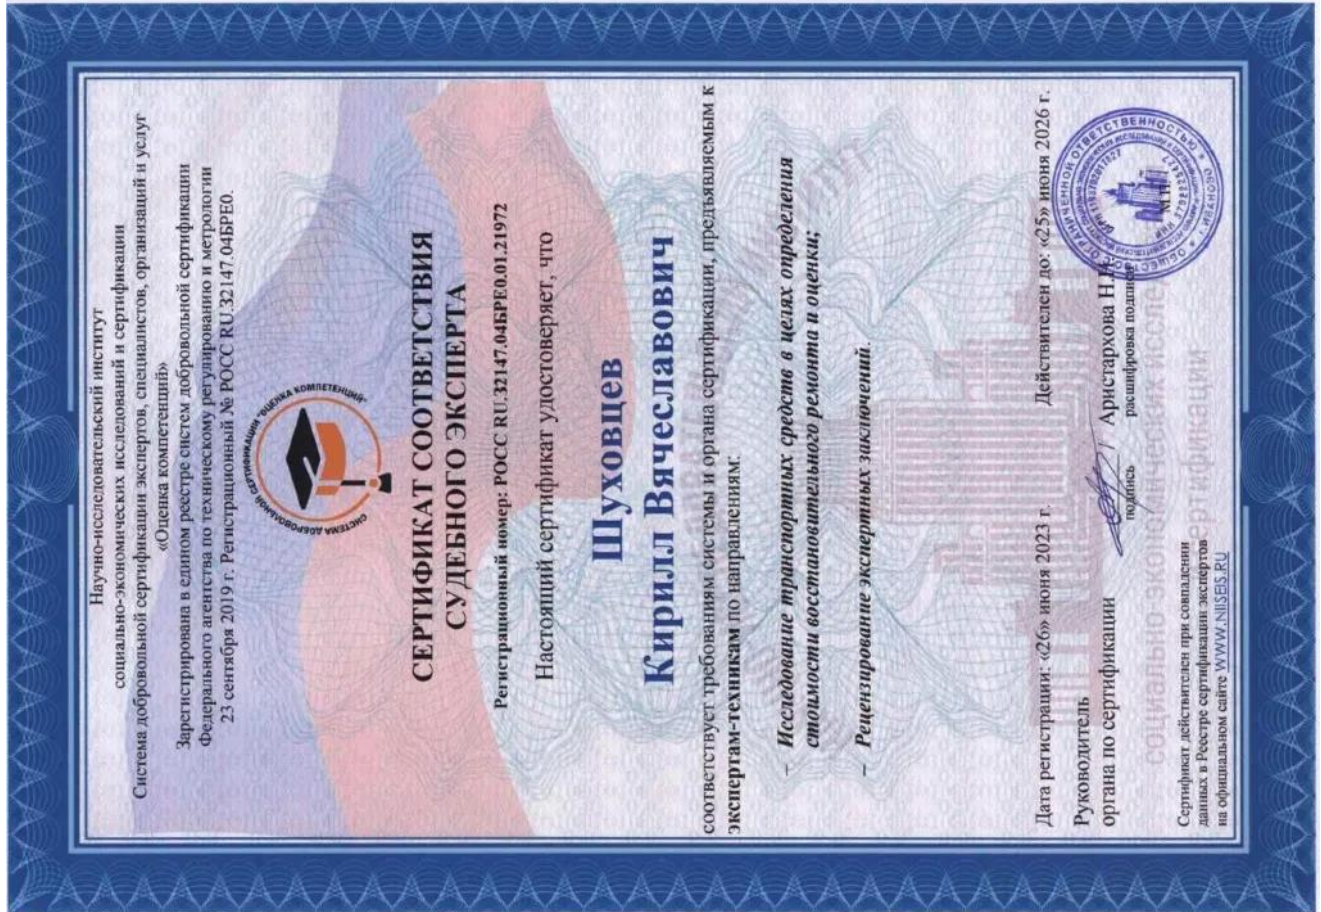 Научно-исследовательский институт
социально-экономических исследований и сертификации
Система добровольной сертификации экспертов, специалистов, организаций и услуг
«Оценка компетенций»
Зарегистрирована в едином реестре систем добровольной сертификации
Федерального агентства по техническому регулированию и метрологии
23 сентября 2019 г. Регистрационный № РОСС RU.32147.04БРЕ0.
СИСТЕМА ДОБРОВОЛЬНОЙ СЕРТИФИКАЦИИ "ОЦЕНКА КОМПЕТЕНЦИЙ"
СЕРТИФИКАТ СООТВЕТСТВИЯ
СУДЕБНОГО ЭКСПЕРТА
Регистрационный номер: РОСС RU.32147.04БРЕ0.01.21972
Настоящий сертификат удостоверяет, что
Шуховцев
Кирилл Вячеславович
соответствует требованиям системы и органа сертификации, предъявляемым к
экспертам-техникам по направлениям:
– Исследование транспортных средств в целях определения
стоимости восстановительного ремонта и оценки;
– Рецензирование экспертных заключений.
Дата регистрации: «26» июня 2023 г. Действителен до: «25» июня 2026 г.
Руководитель
органа по сертификации Аристархова Н.Н.
подпись расшифровка подписи
М.П.
Сертификат действителен при совпадении
данных в Реестре сертификации экспертов
на официальном сайте WWW.NIISEIS.RU